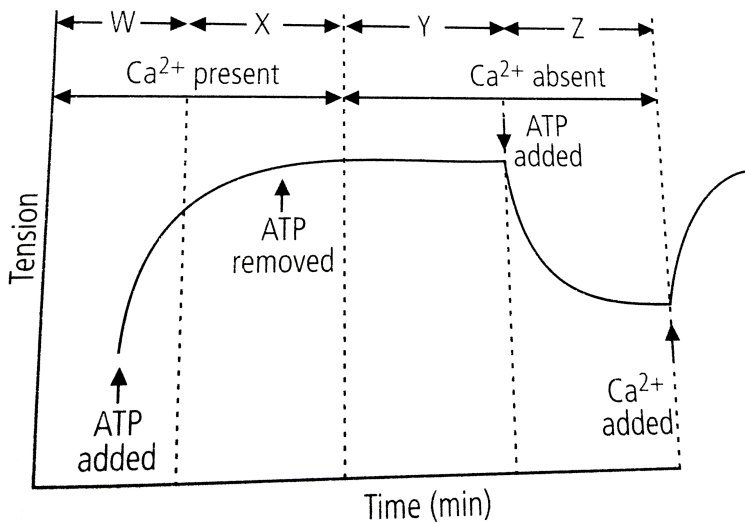 W X Y Z
Ca²⁺ present Ca²⁺ absent
ATP
added
ATP
removed
Tension
Ca²⁺
added
ATP
added
Time (min)